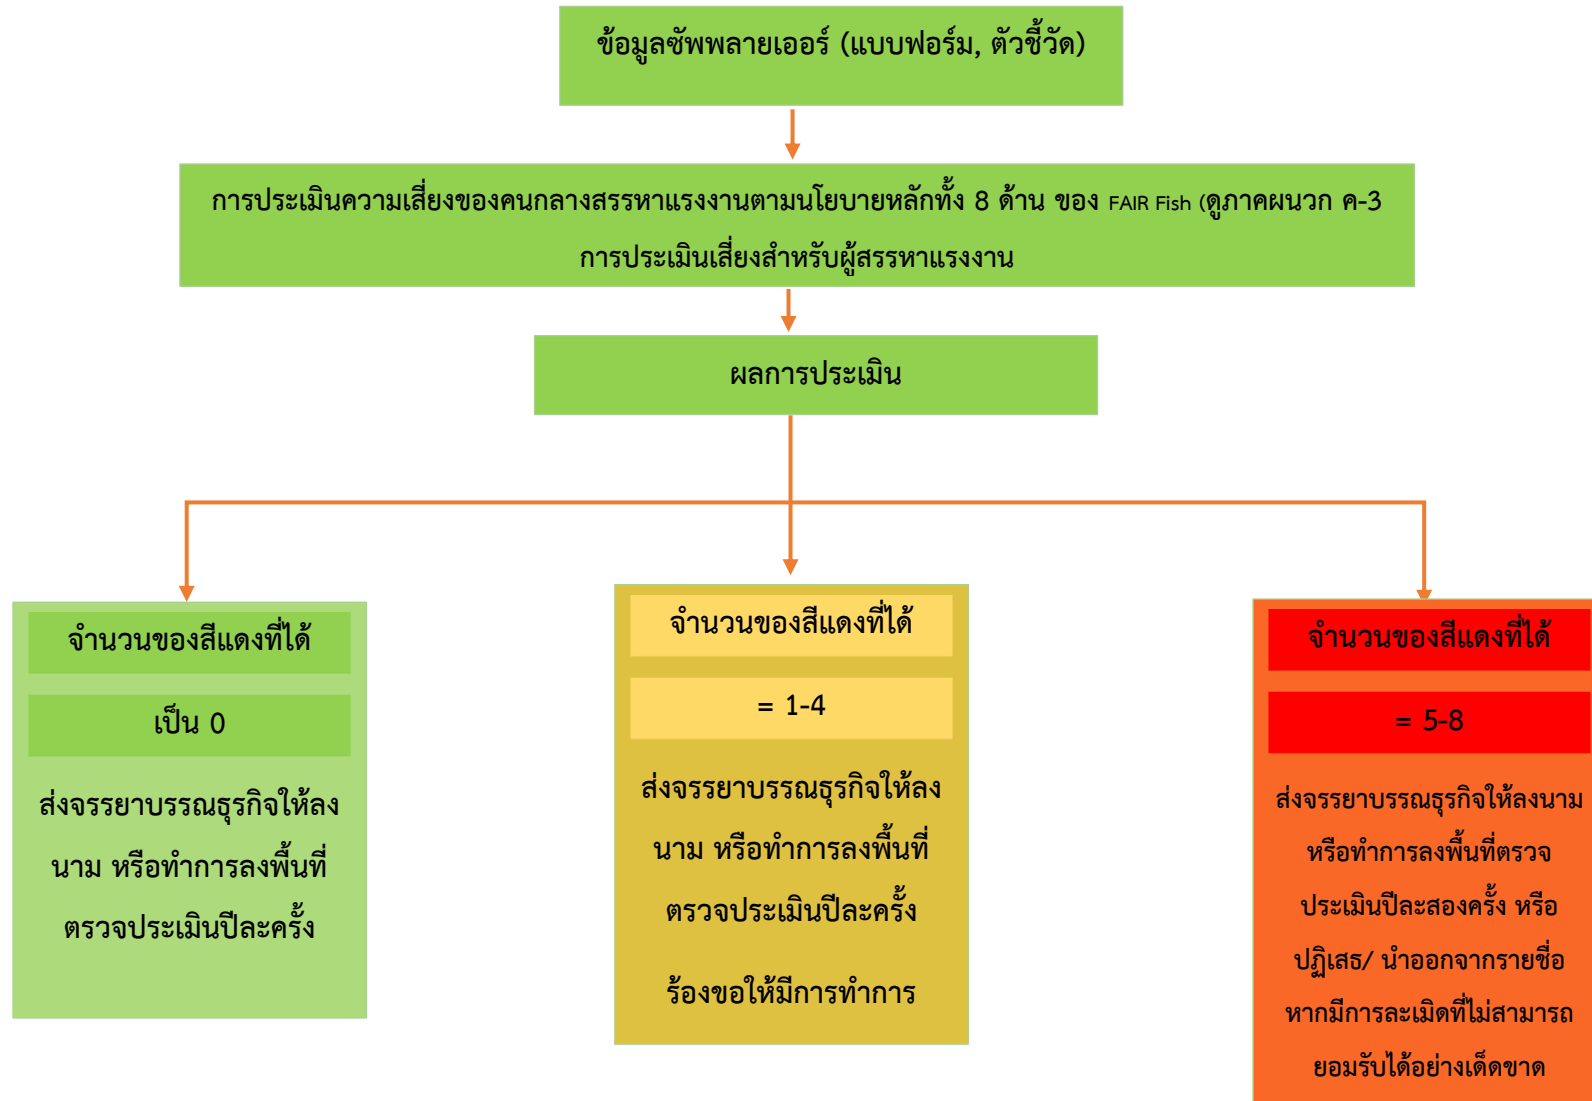 ข้อมูลซัพพลายเออร์ (แบบฟอร์ม, ตัวชี้วัด)
การประเมินความเสี่ยงของคนกลางสรรหาแรงงานตามนโยบายหลักทั้ง 8 ด้าน ของ FAIR Fish (ดูภาคผนวก ค-3
การประเมินเสี่ยงสำหรับผู้สรรหาแรงงาน
ผลการประเมิน
จำนวนของสีแดงที่ได้
เป็น 0
ส่งจรรยาบรรณธุรกิจให้ลง
นาม หรือทำการลงพื้นที่
ตรวจประเมินปีละครั้ง
จำนวนของสีแดงที่ได้
= 1-4
ส่งจรรยาบรรณธุรกิจให้ลง
นาม หรือทำการลงพื้นที่
ตรวจประเมินปีละครั้ง
ร้องขอให้มีการทำการ
จำนวนของสีแดงที่ได้
= 5-8
ส่งจรรยาบรรณธุรกิจให้ลงนาม
หรือทำการลงพื้นที่ตรวจ
ประเมินปีละสองครั้ง หรือ
ปฏิเสธ/ นำออกจากรายชื่อ
หากมีการละเมิดที่ไม่สามารถ
ยอมรับได้อย่างเด็ดขาด